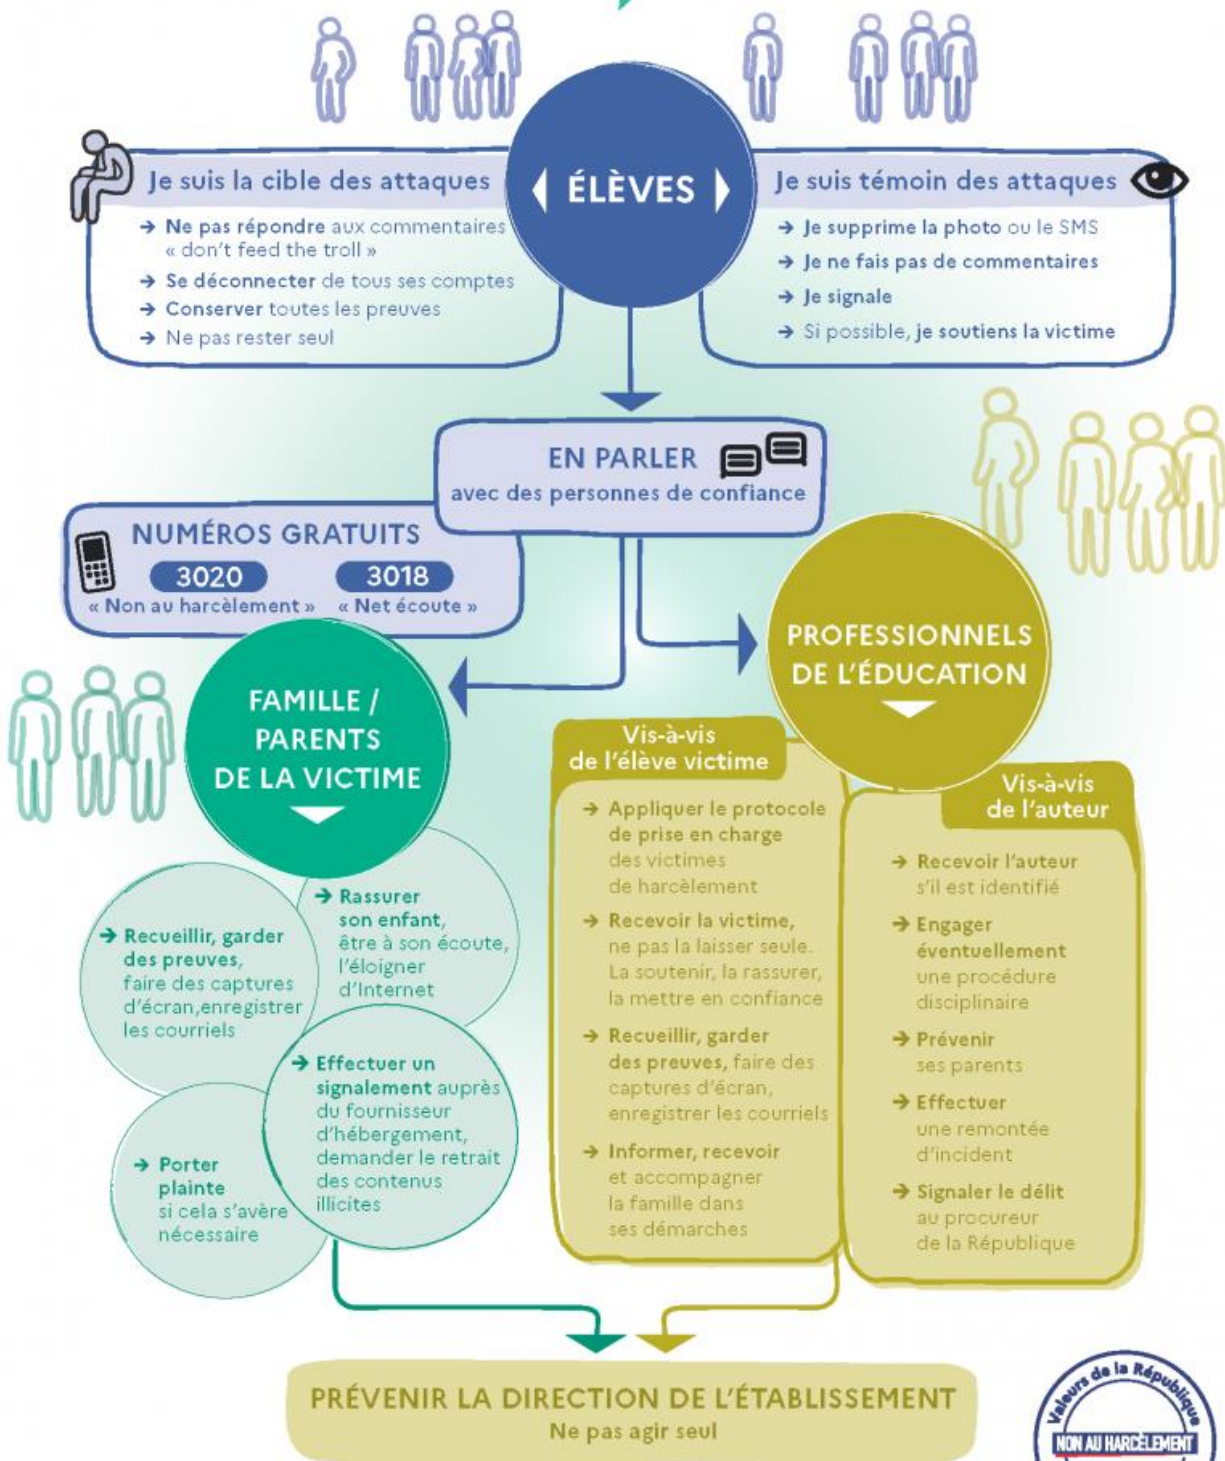 ÉLÈVES
Je suis la cible des attaques
→ Ne pas répondre aux commentaires
« don't feed the troll »
→ Se déconnecter de tous ses comptes
→ Conserver toutes les preuves
→ Ne pas rester seul
Je suis témoin des attaques
→ Je supprime la photo ou le SMS
→ Je ne fais pas de commentaires
→ Je signale
→ Si possible, je soutiens la victime
EN PARLER
avec des personnes de confiance
NUMÉROS GRATUITS
3020 3018
« Non au harcèlement » « Net écoute »
FAMILLE /
PARENTS
DE LA VICTIME
→ Rassurer
son enfant,
être à son écoute,
l'éloigner
d'Internet
→ Recueillir, garder
des preuves,
faire des captures
d'écran,enregistrer
les courriels
→ Effectuer un
signalement auprès
du fournisseur
d'hébergement,
demander le retrait
des contenus
illicites
→ Porter
plainte
si cela s'avère
nécessaire
PROFESSIONNELS
DE L'ÉDUCATION
Vis-à-vis
de l'élève victime
→ Appliquer le protocole
de prise en charge
des victimes
de harcèlement
→ Recevoir la victime,
ne pas la laisser seule.
La soutenir, la rassurer,
la mettre en confiance
→ Recueillir, garder
des preuves, faire des
captures d'écran,
enregistrer les courriels
→ Informer, recevoir
et accompagner
la famille dans
ses démarches
Vis-à-vis
de l'auteur
→ Recevoir l'auteur
s'il est identifié
→ Engager
éventuellement
une procédure
disciplinaire
→ Prévenir
ses parents
→ Effectuer
une remontée
d'incident
→ Signaler le délit
au procureur
de la République
PRÉVENIR LA DIRECTION DE L'ÉTABLISSEMENT
Ne pas agir seul
Valeurs de la République
NON AU HARCÈLEMENT